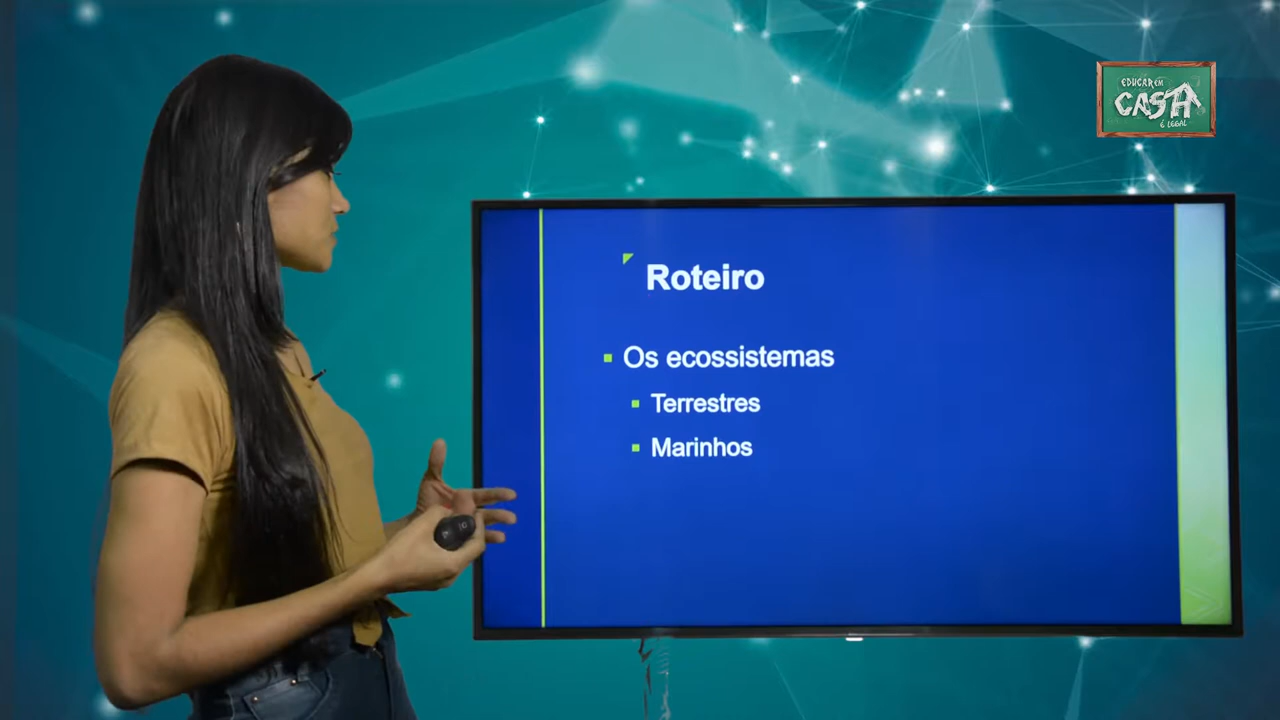 EDUCAR EM
CASA
É LEGAL
Roteiro
Os ecossistemas
Terrestres
Marinhos